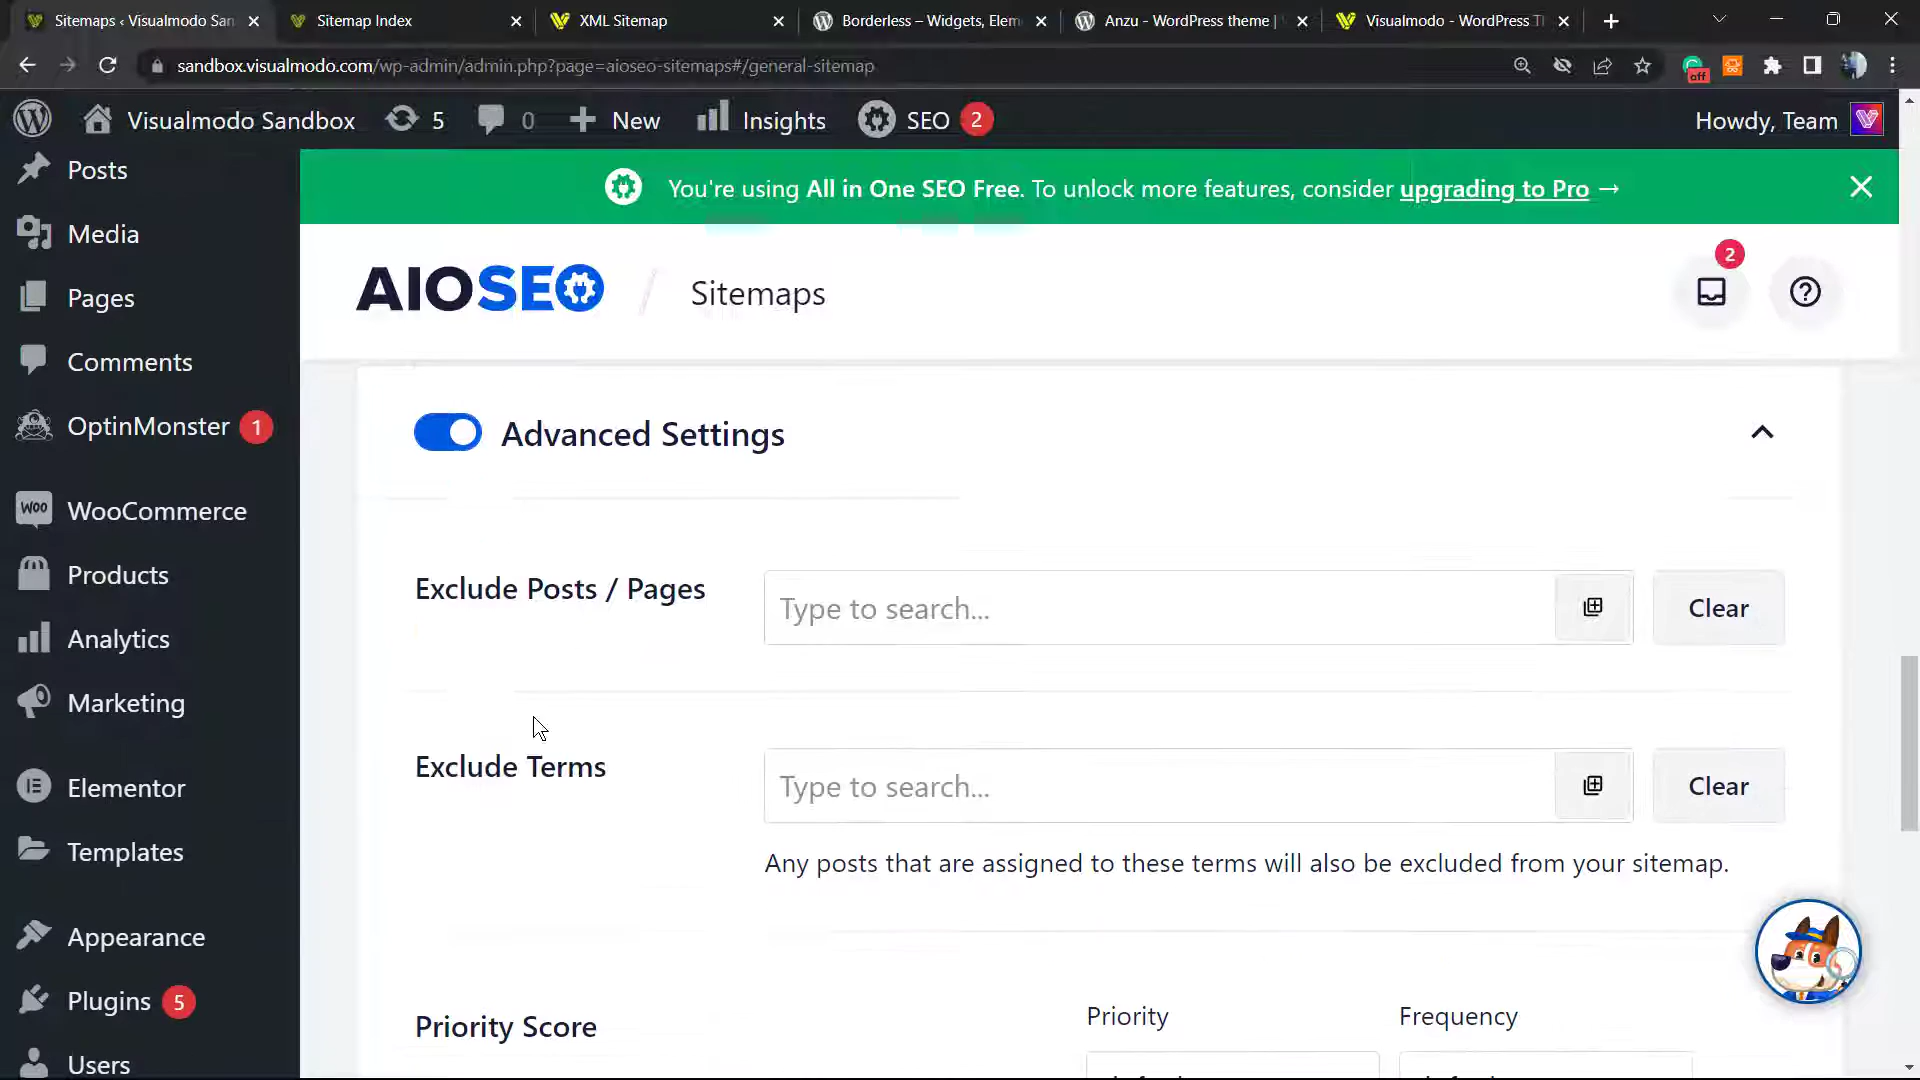 Sitemaps ‹ Visualmodo San
Sitemap Index
XML Sitemap
Borderless – Widgets, Elem
Anzu - WordPress theme |
Visualmodo - WordPress T
sandbox.visualmodo.com/wp-admin/admin.php?page=aioseo-sitemaps#/general-sitemap
off
Visualmodo Sandbox
5
0
New
Insights
SEO
2
Howdy, Team
Posts
Media
Pages
Comments
OptinMonster
1
WOO
WooCommerce
Products
Analytics
Marketing
Elementor
Templates
Appearance
Plugins
5
Users
You're using All in One SEO Free. To unlock more features, consider upgrading to Pro →
AIOSEO
/
Sitemaps
2
Advanced Settings
Exclude Posts / Pages
Type to search...
Clear
Exclude Terms
Type to search...
Clear
Any posts that are assigned to these terms will also be excluded from your sitemap.
Priority Score
Priority
Frequency